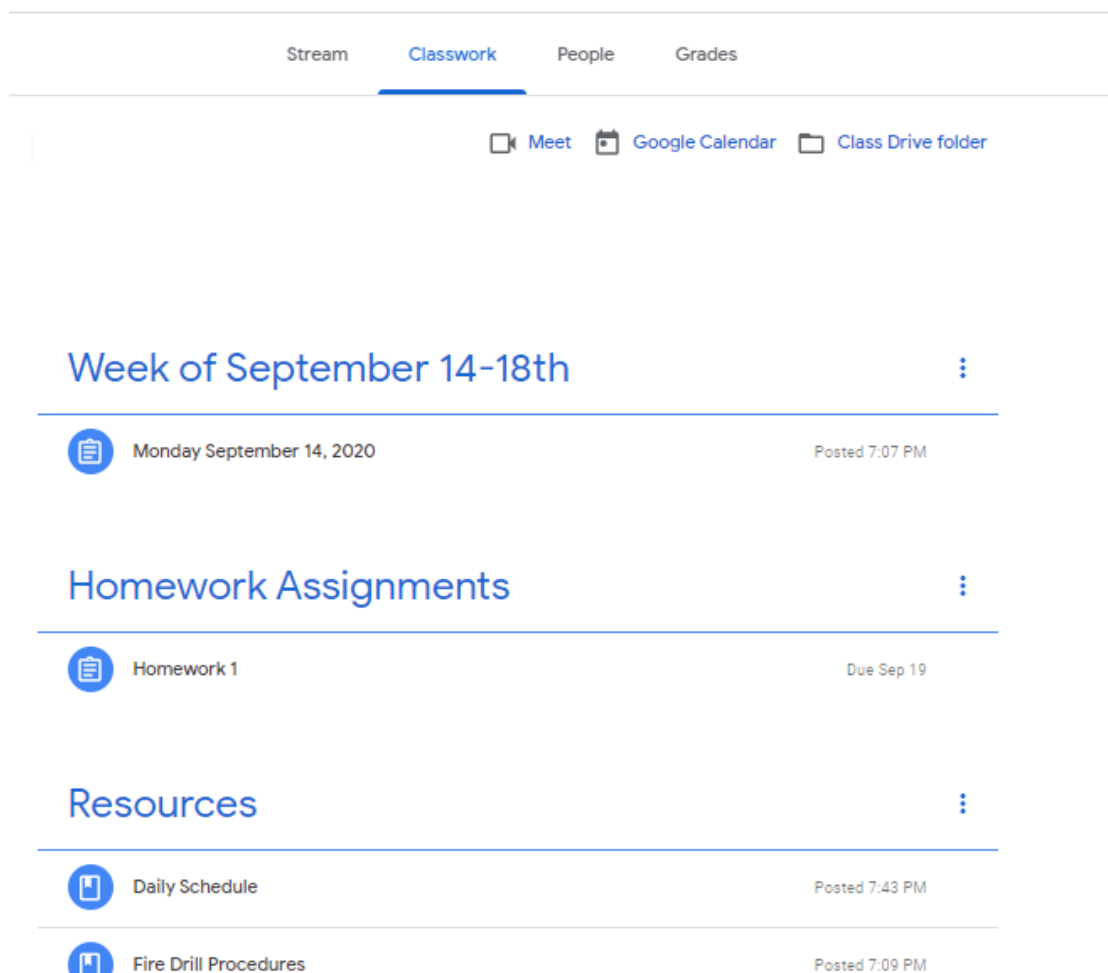 Stream Classwork People Grades
Meet Google Calendar Class Drive folder
Week of September 14-18th
Monday September 14, 2020 Posted 7:07 PM
Homework Assignments
Homework 1 Due Sep 19
Resources
Daily Schedule Posted 7:43 PM
Fire Drill Procedures Posted 7:09 PM